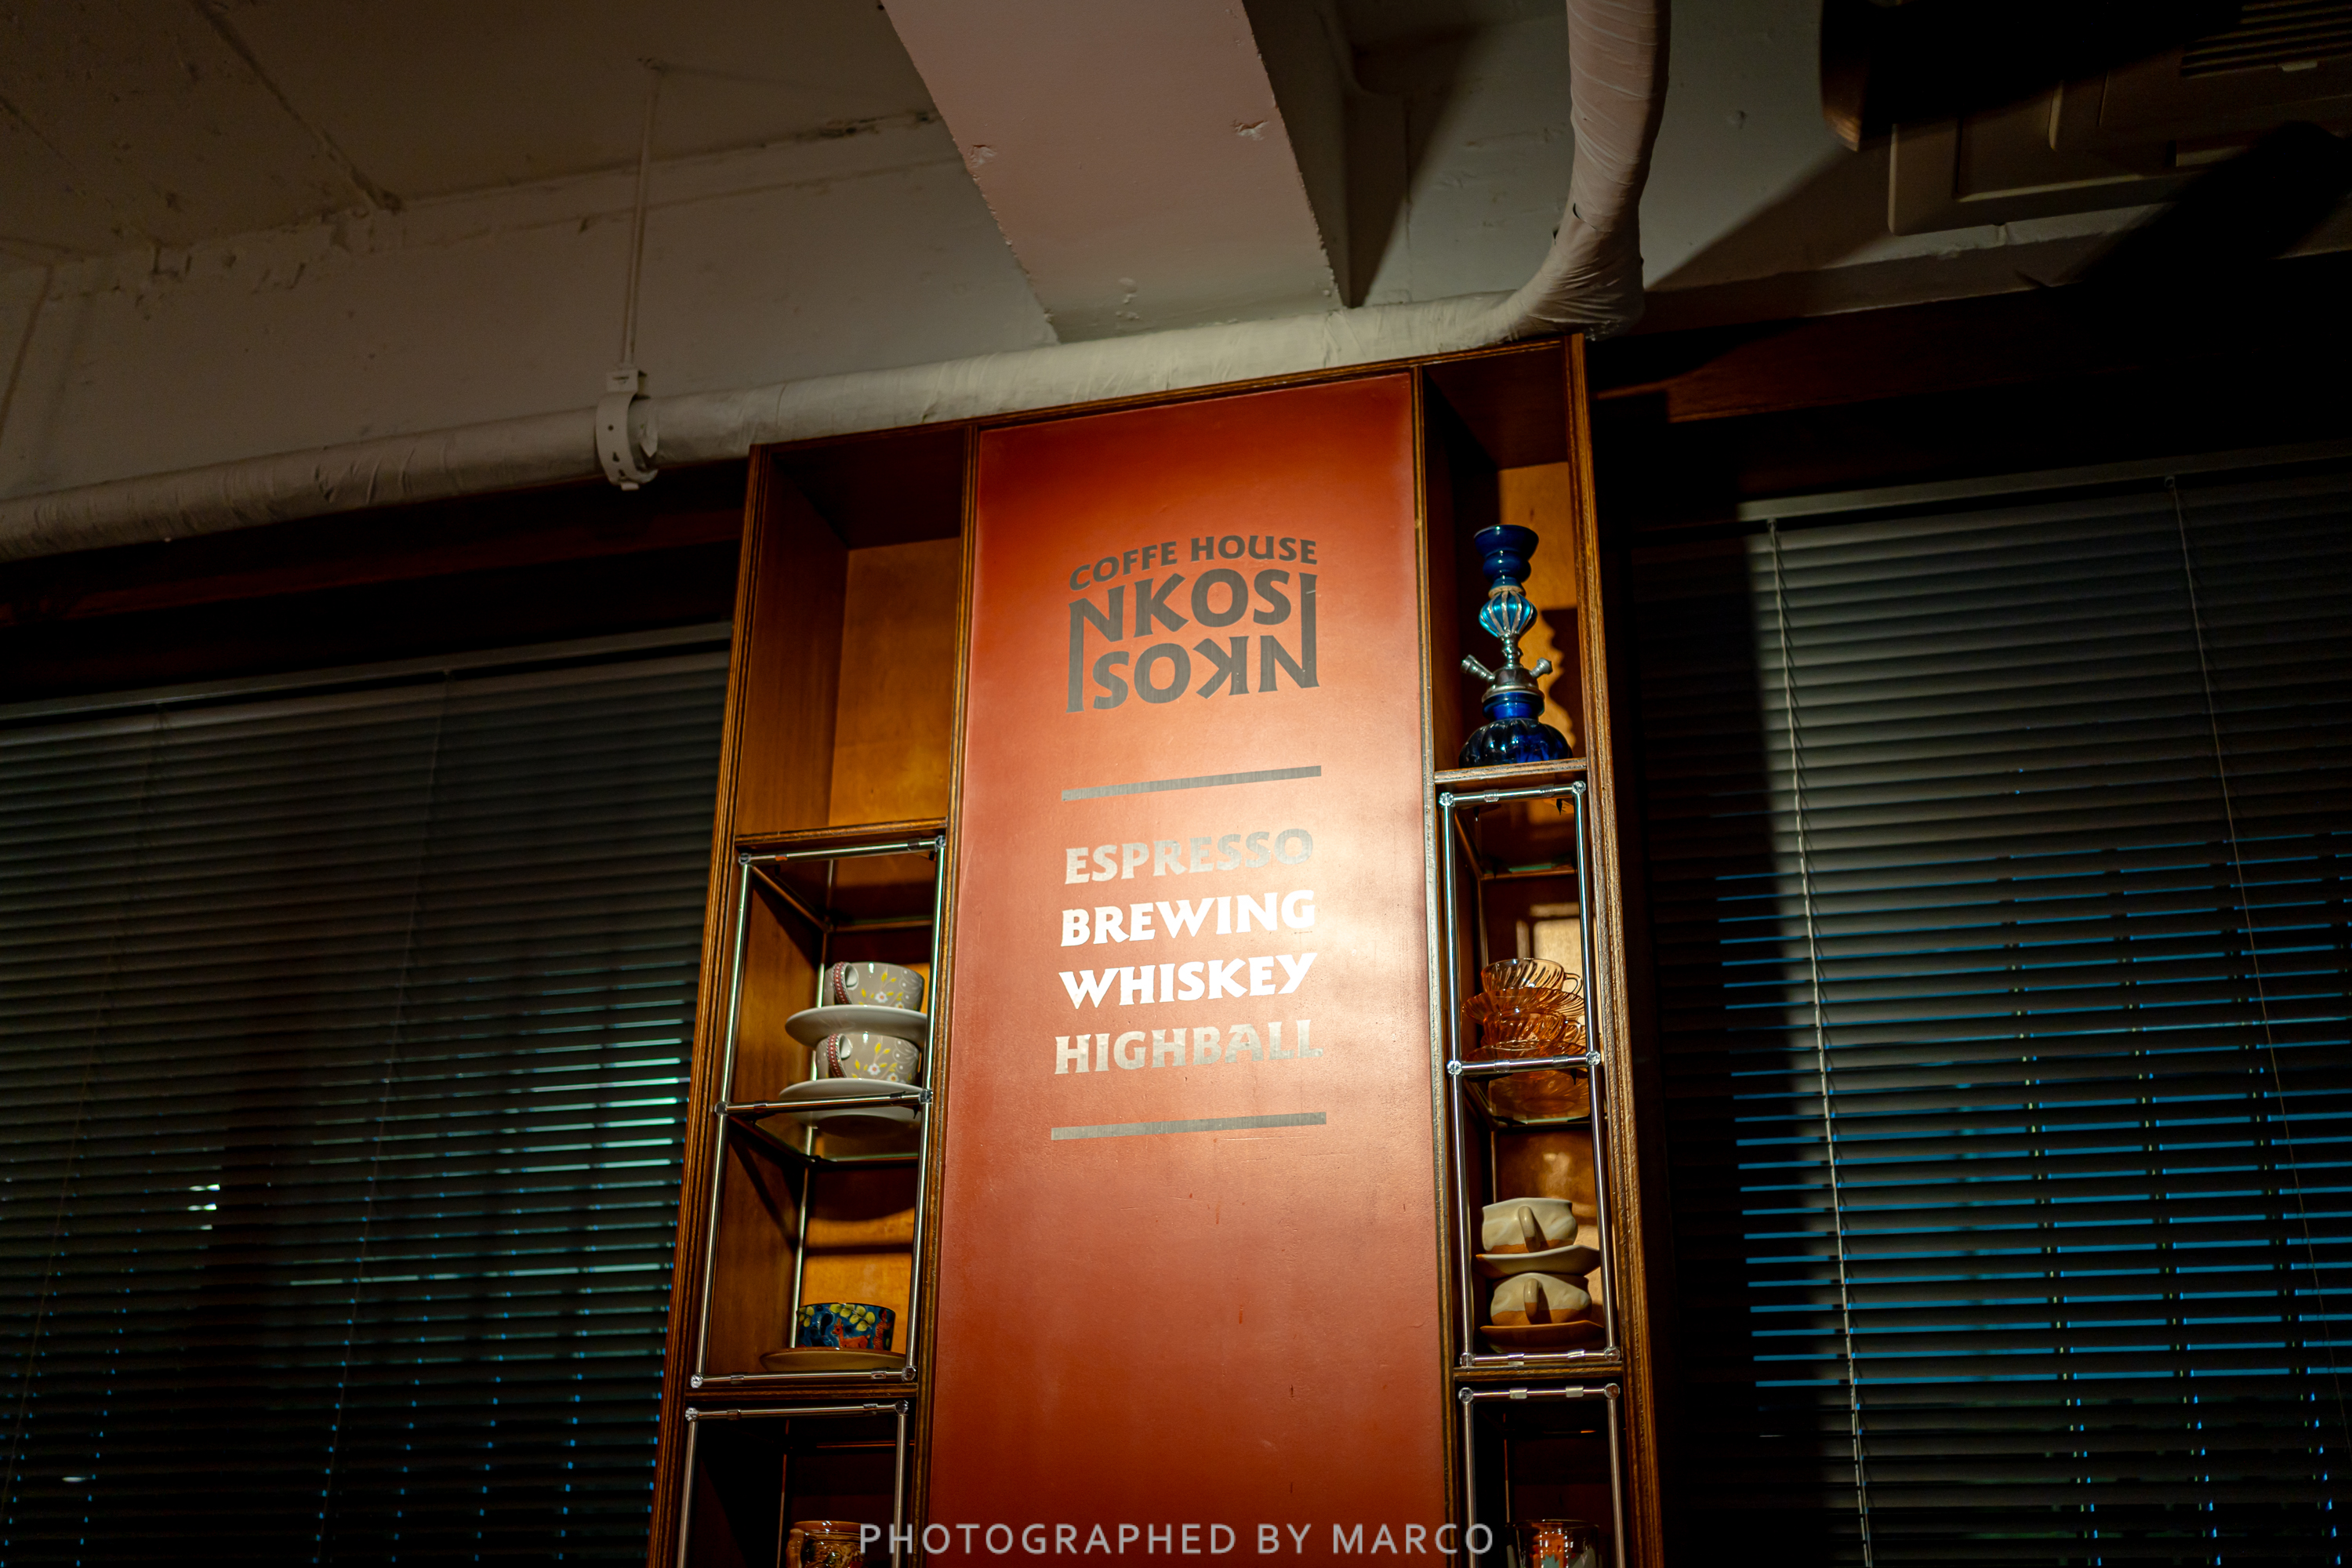 COFFE HOUSE
NKOSI
NKOSI
ESPRESSO
BREWING
WHISKEY
HIGHBALL
PHOTOGRAPHED BY MARCO